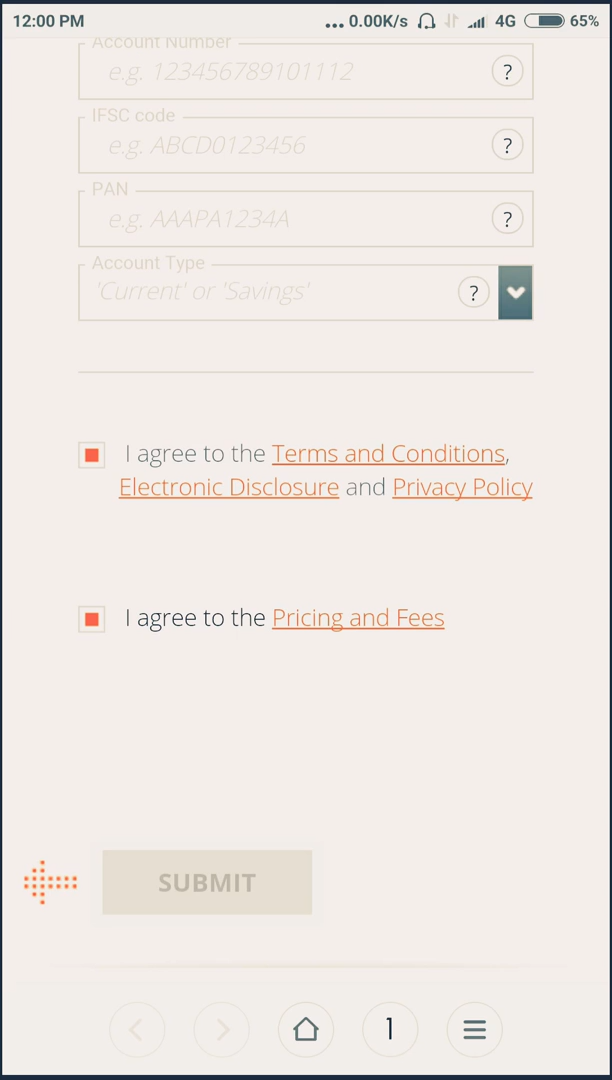 12:00 PM ... 0.00K/s 4G 65%
Account Number
e.g. 123456789101112 ?
IFSC code
e.g. ABCD0123456 ?
PAN
e.g. AAAPA1234A ?
Account Type
'Current' or 'Savings' ?
I agree to the Terms and Conditions,
Electronic Disclosure and Privacy Policy
I agree to the Pricing and Fees
SUBMIT
1